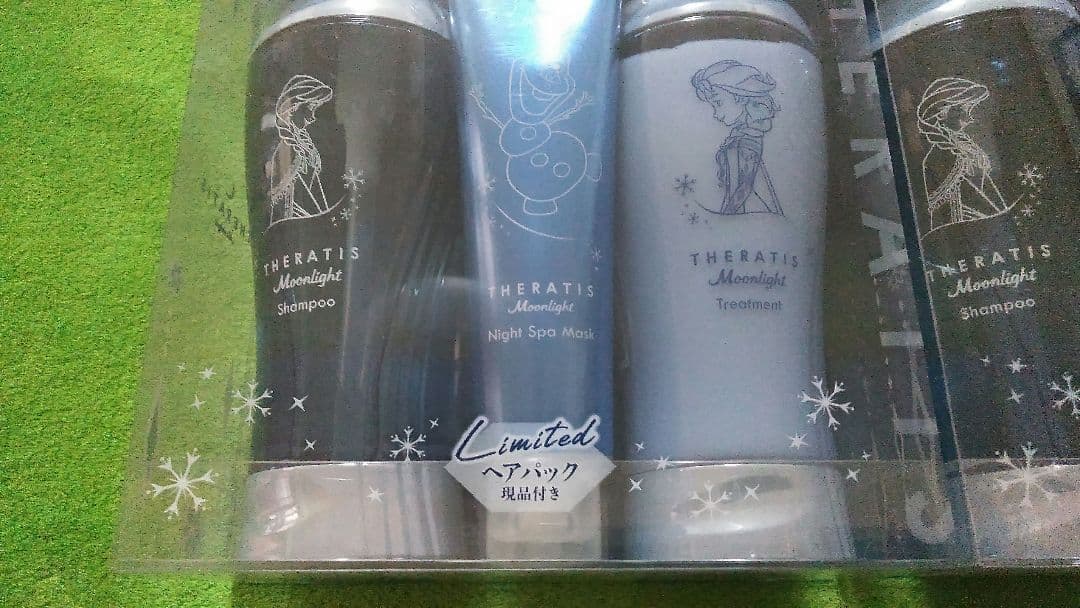 THERATIS
Moonlight
Shampoo
THERATIS
Moonlight
Night Spa Mask
THERATIS
Moonlight
Treatment
THERATIS
Moonlight
Shampoo
Limited
ヘアパック
現品付き